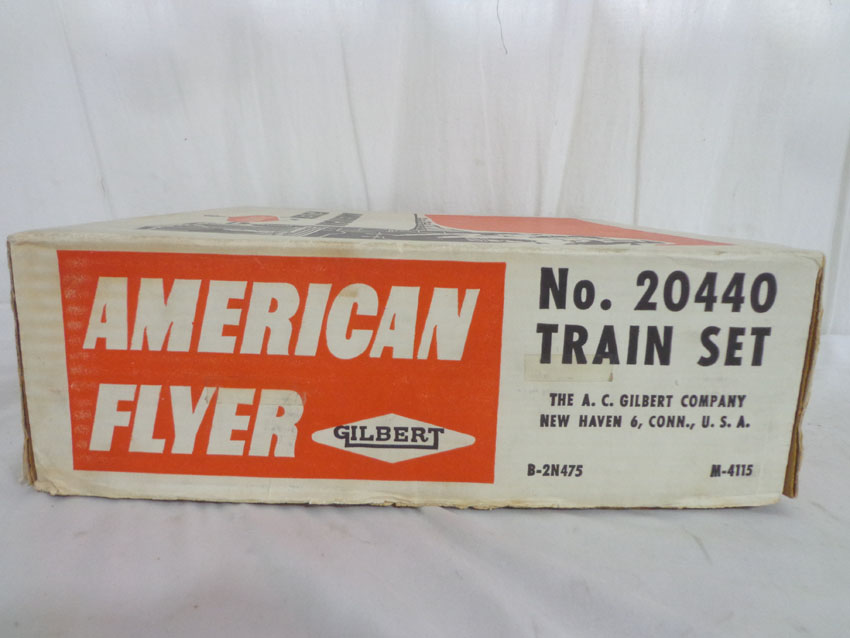 AMERICAN
FLYER
GILBERT
No. 20440
TRAIN SET
THE A. C. GILBERT COMPANY
NEW HAVEN 6, CONN., U. S. A.
B-2N475 M-4115